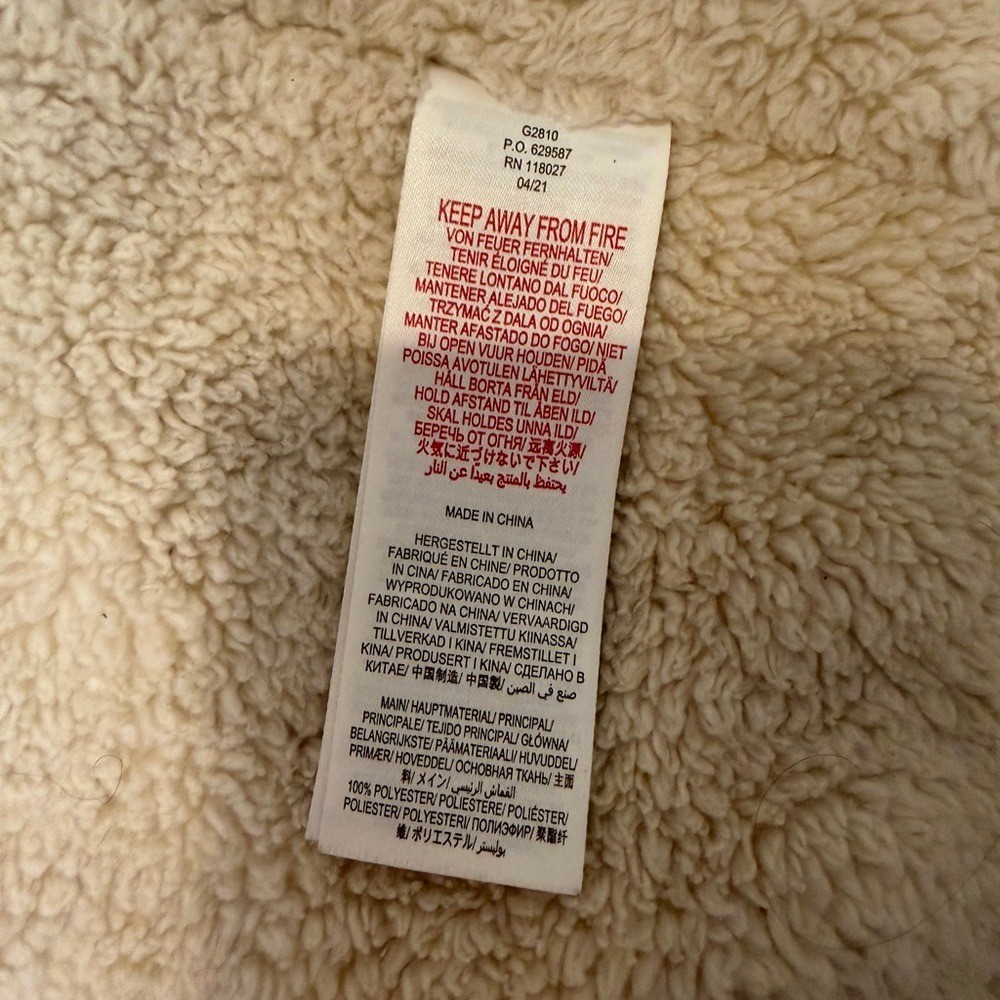 G2810
P.O. 629587
RN 118027
04/21
KEEP AWAY FROM FIRE
VON FEUER FERNHALTEN/
TENIR ÉLOIGNÉ DU FEU/
TENERE LONTANO DAL FUOCO/
MANTENER ALEJADO DEL FUEGO/
TRZYMAĆ Z DALA OD OGNIA/
MANTER AFASTADO DO FOGO/ NIET
BIJ OPEN VUUR HOUDEN/ PIDÄ
POISSA AVOTULEN LÄHETTYVILTÄ/
HÅLL BORTA FRÅN ELD/
HOLD AFSTAND TIL ÅBEN ILD/
SKAL HOLDES UNNA ILD/
БЕРЕЧЬ ОТ ОГНЯ/ 远离火源/
火気に近づけないで下さい/
يحتفظ بالمنتج بعيدًا عن النار
MADE IN CHINA
HERGESTELLT IN CHINA/
FABRIQUÉ EN CHINE/ PRODOTTO
IN CINA/ FABRICADO EN CHINA/
WYPRODUKOWANO W CHINACH/
FABRICADO NA CHINA/ VERVAARDIGD
IN CHINA/ VALMISTETTU KIINASSA/
TILLVERKAD I KINA/ FREMSTILLET I
KINA/ PRODUSERT I KINA/ СДЕЛАНО В
КИТАЕ/ 中国制造/ 中国製/ صنع في الصين
MAIN/ HAUPTMATERIAL/ PRINCIPAL/
PRINCIPALE/ TEJIDO PRINCIPAL/ GŁÓWNA/
BELANGRIJKSTE/ PÄÄMATERIAALI/ HUVUDDEL/
PRIMÆR/ HOVEDDEL/ ОСНОВНАЯ ТКАНЬ/ 主面
料/ メイン/ القماش الرئيسي
100% POLYESTER/ POLIESTERE/ POLIÉSTER/
POLIESTER/ POLYESTERI/ ПОЛИЭФИР/ 聚酯纤
维/ ポリエステル/ بوليستر